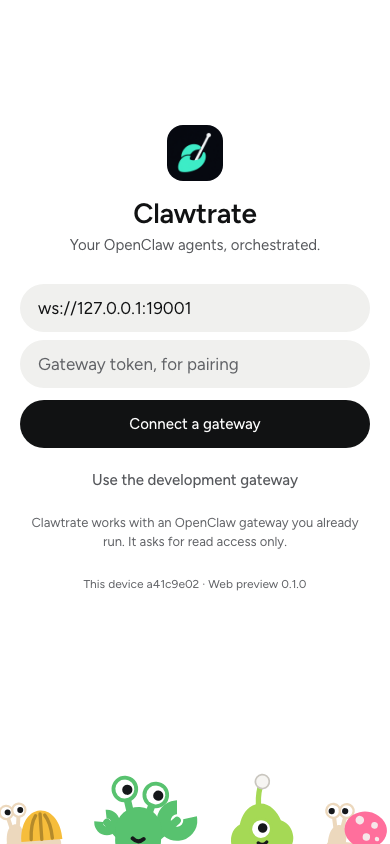 Clawtrate
Your OpenClaw agents, orchestrated.
ws://127.0.0.1:19001
Gateway token, for pairing
Connect a gateway
Use the development gateway
Clawtrate works with an OpenClaw gateway you already
run. It asks for read access only.
This device a41c9e02 · Web preview 0.1.0